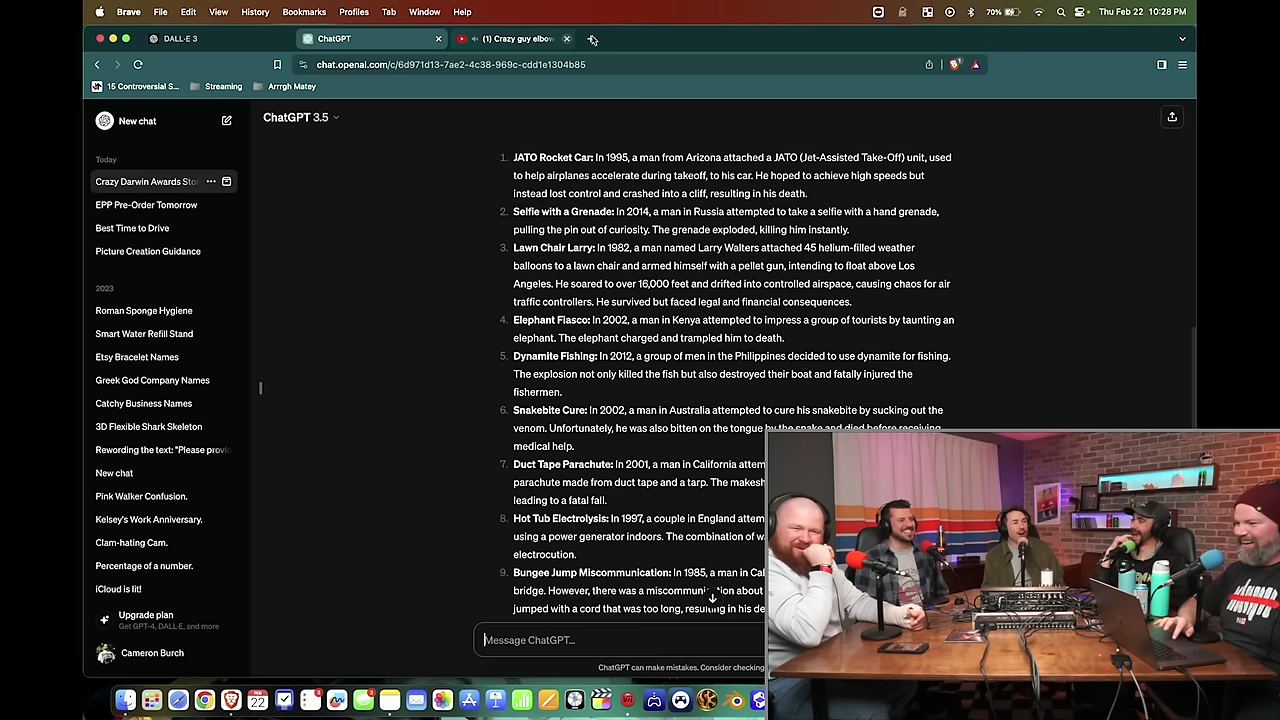 Brave File Edit View History Bookmarks Profiles Tab Window Help 70% Thu Feb 22 10:28 PM
DALL·E 3 ChatGPT (1) Crazy guy elbow
chat.openai.com/c/6d971d13-7ae2-4c38-969c-cdd1e1304b85
15 Controversial S... Streaming Arrrgh Matey
New chat
ChatGPT 3.5
Today
Crazy Darwin Awards Sto
EPP Pre-Order Tomorrow
Best Time to Drive
Picture Creation Guidance
2023
Roman Sponge Hygiene
Smart Water Refill Stand
Etsy Bracelet Names
Greek God Company Names
Catchy Business Names
3D Flexible Shark Skeleton
Rewording the text: "Please provi
New chat
Pink Walker Confusion.
Kelsey's Work Anniversary.
Clam-hating Cam.
Percentage of a number.
iCloud is lit!
Upgrade plan
Get GPT-4, DALL·E, and more
Cameron Burch
1. JATO Rocket Car: In 1995, a man from Arizona attached a JATO (Jet-Assisted Take-Off) unit, used
to help airplanes accelerate during takeoff, to his car. He hoped to achieve high speeds but
instead lost control and crashed into a cliff, resulting in his death.
2. Selfie with a Grenade: In 2014, a man in Russia attempted to take a selfie with a hand grenade,
pulling the pin out of curiosity. The grenade exploded, killing him instantly.
3. Lawn Chair Larry: In 1982, a man named Larry Walters attached 45 helium-filled weather
balloons to a lawn chair and armed himself with a pellet gun, intending to float above Los
Angeles. He soared to over 16,000 feet and drifted into controlled airspace, causing chaos for air
traffic controllers. He survived but faced legal and financial consequences.
4. Elephant Fiasco: In 2002, a man in Kenya attempted to impress a group of tourists by taunting an
elephant. The elephant charged and trampled him to death.
5. Dynamite Fishing: In 2012, a group of men in the Philippines decided to use dynamite for fishing.
The explosion not only killed the fish but also destroyed their boat and fatally injured the
fishermen.
6. Snakebite Cure: In 2002, a man in Australia attempted to cure his snakebite by sucking out the
venom. Unfortunately, he was also bitten on the tongue by the snake and died before receiving
medical help.
7. Duct Tape Parachute: In 2001, a man in California attem
parachute made from duct tape and a tarp. The makesh
leading to a fatal fall.
8. Hot Tub Electrolysis: In 1997, a couple in England attem
using a power generator indoors. The combination of w
electrocution.
9. Bungee Jump Miscommunication: In 1985, a man in Cal
bridge. However, there was a miscommunication about
jumped with a cord that was too long, resulting in his de
Message ChatGPT...
ChatGPT can make mistakes. Consider checking